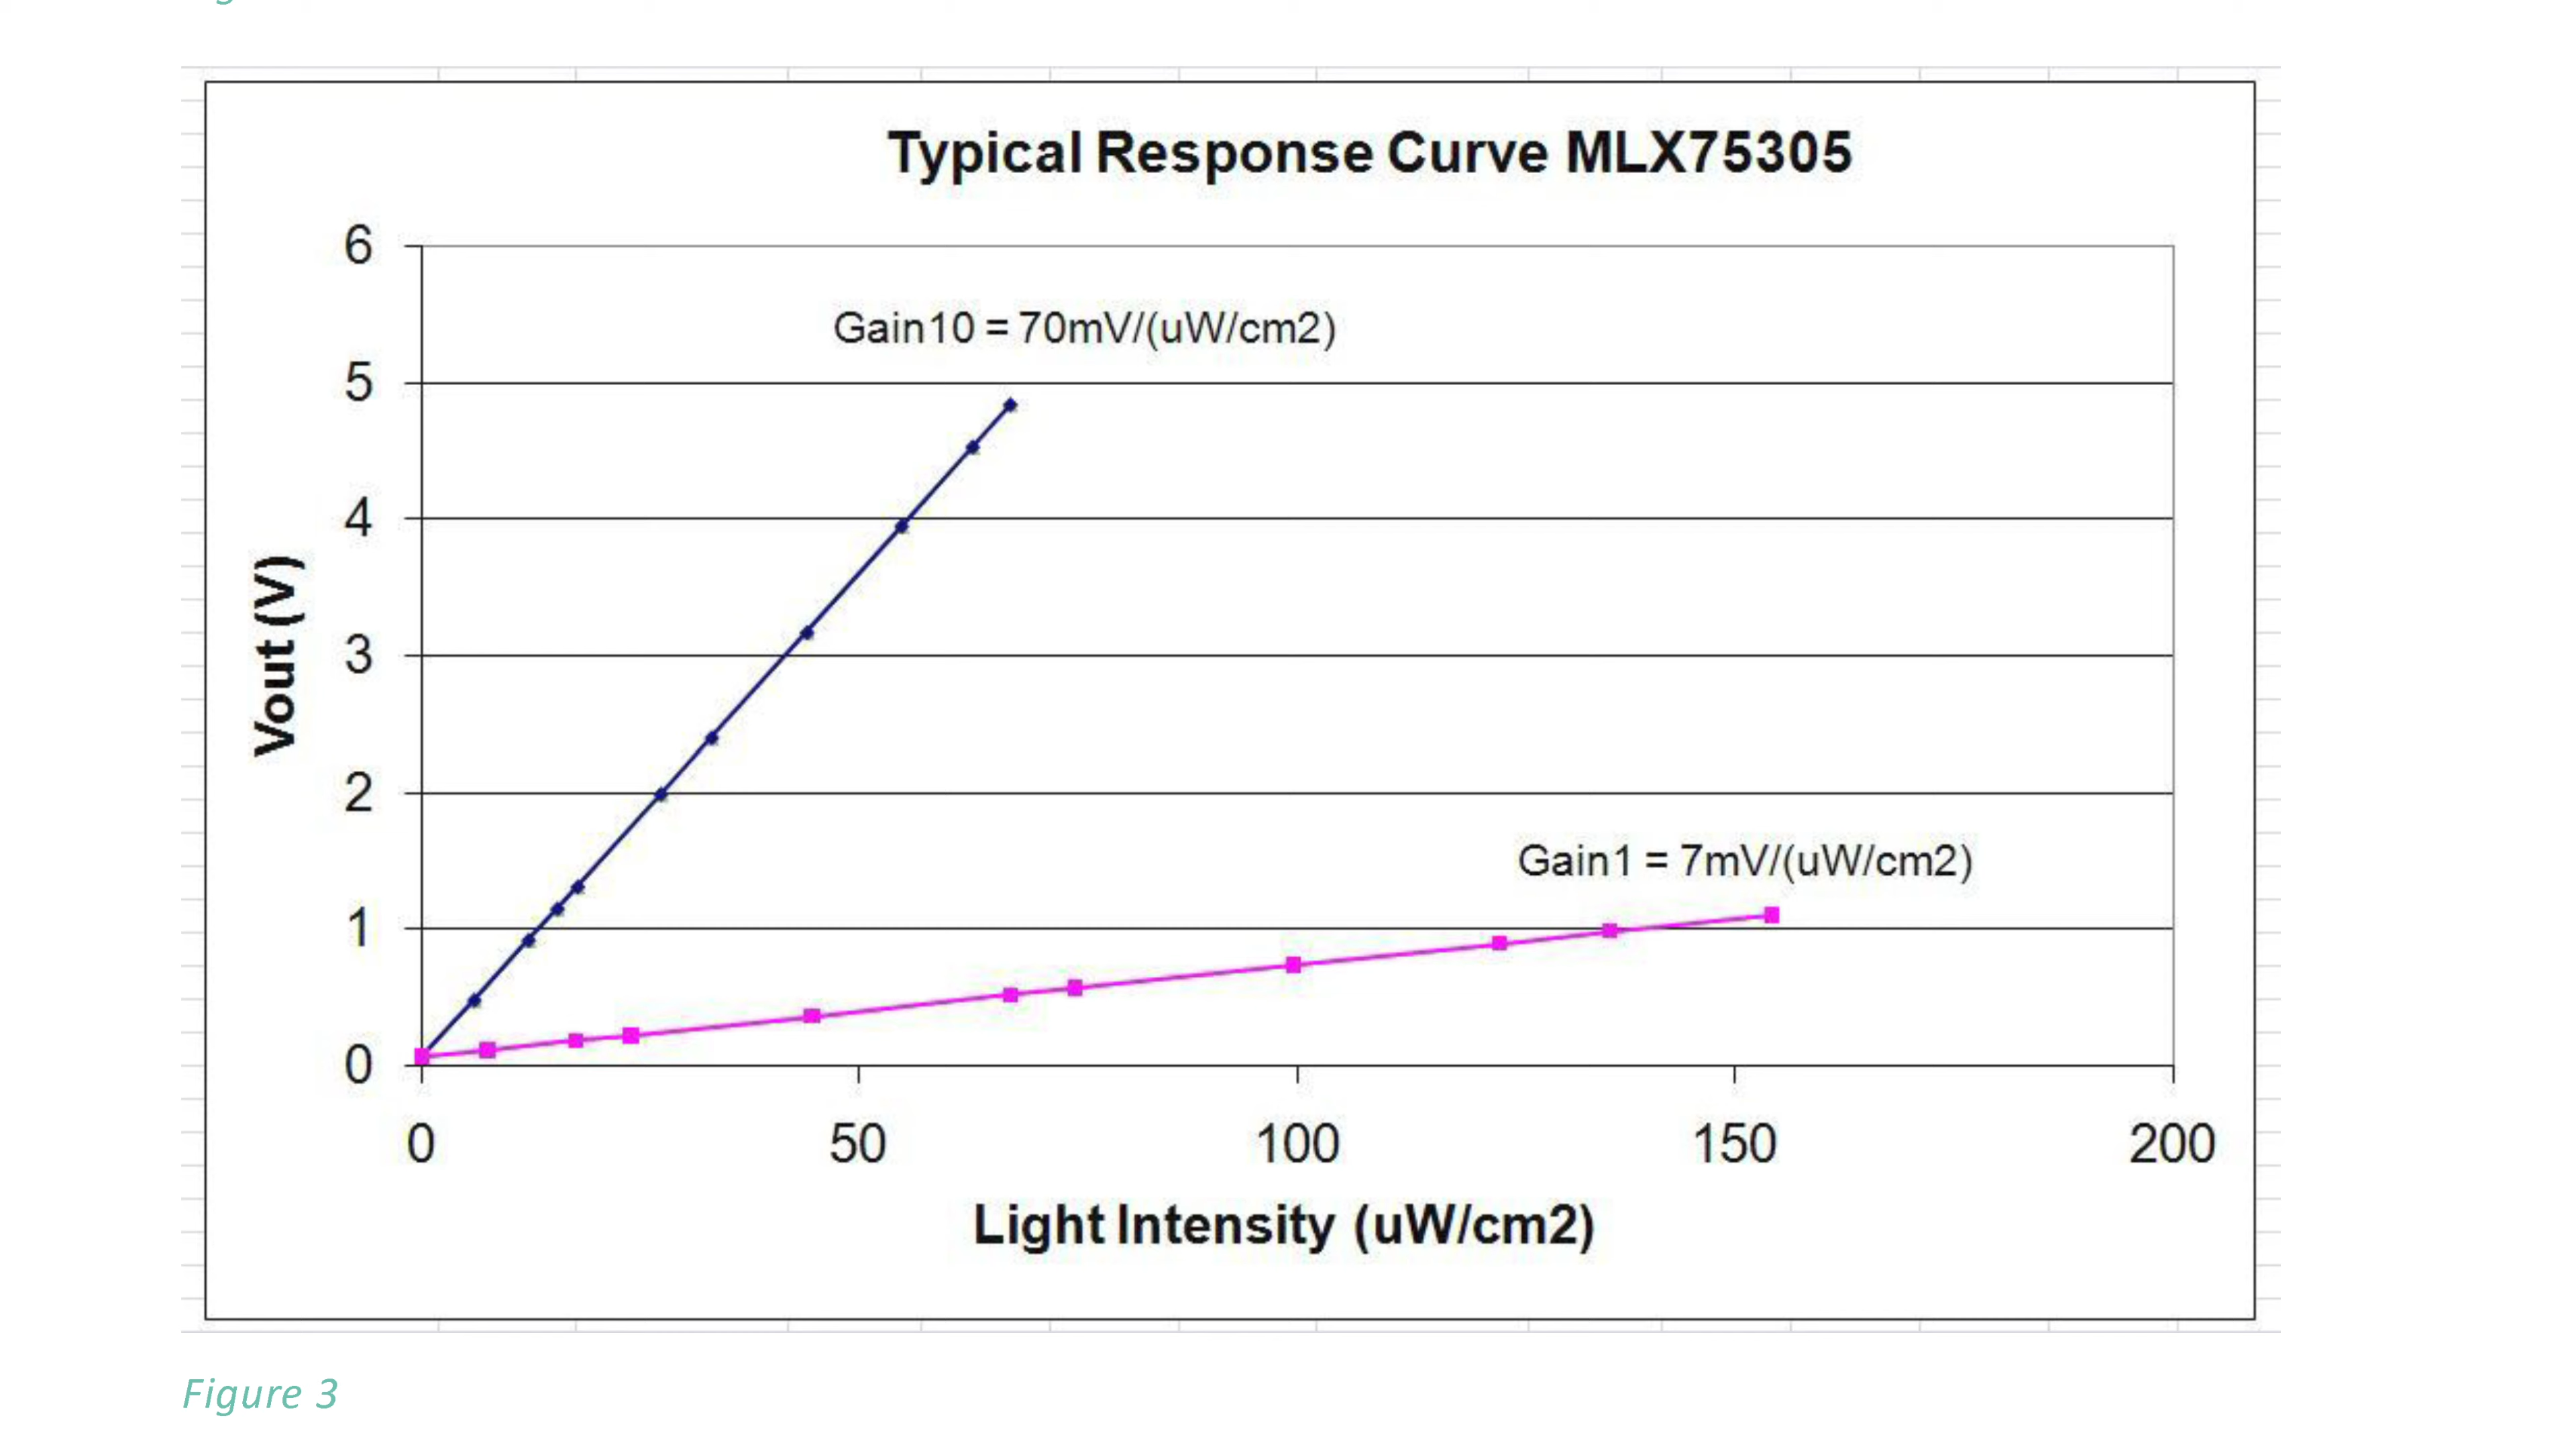 Typical Response Curve MLX75305
6
Gain10 = 70mV/(uW/cm2)
5
4
3
2
Gain1 = 7mV/(uW/cm2)
1
0
Vout (V)
0 50 100 150 200
Light Intensity (uW/cm2)
Figure 3